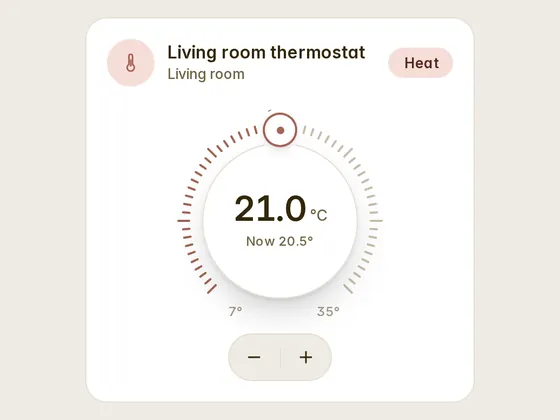 Living room thermostat
Living room
Heat
21.0 °C
Now 20.5°
7°
35°
− +